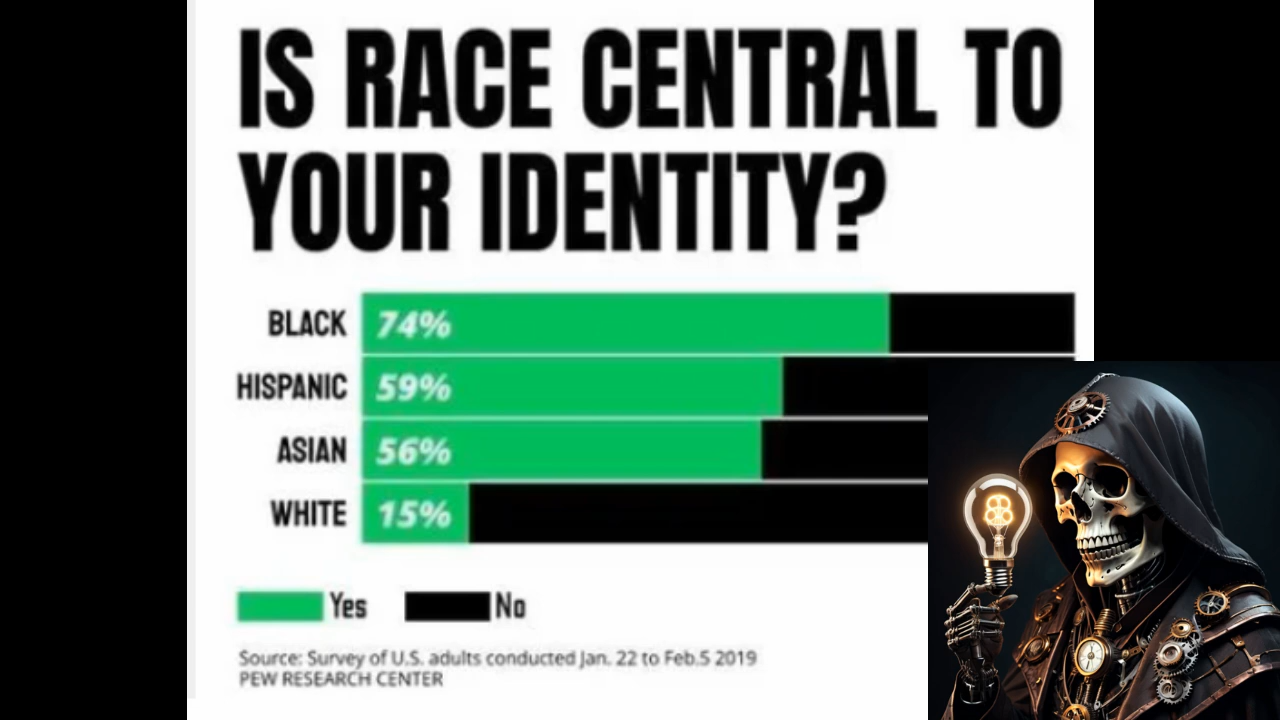 IS RACE CENTRAL TO
YOUR IDENTITY?
BLACK 74%
HISPANIC 59%
ASIAN 56%
WHITE 15%
Yes No
Source: Survey of U.S. adults conducted Jan. 22 to Feb.5 2019
PEW RESEARCH CENTER